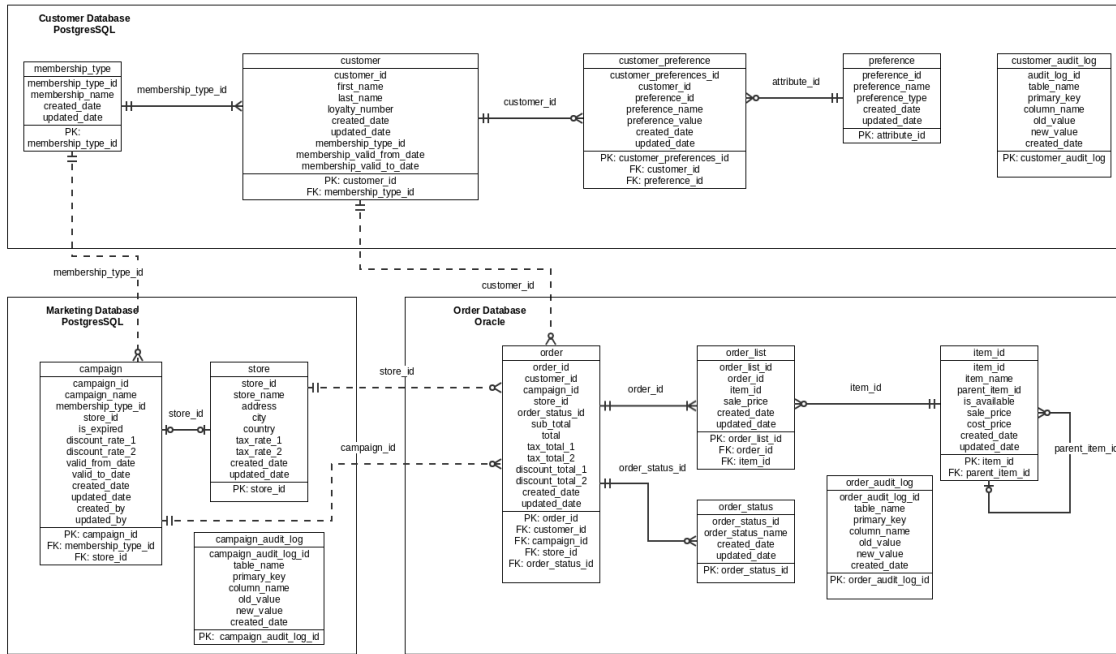 Customer Database
PostgresSQL
membership_type
membership_type_id
membership_name
created_date
updated_date
PK:
membership_type_id
membership_type_id
customer
customer_id
first_name
last_name
loyalty_number
created_date
updated_date
membership_type_id
membership_valid_from_date
membership_valid_to_date
PK: customer_id
FK: membership_type_id
customer_id
customer_preference
customer_preferences_id
customer_id
preference_id
preference_name
preference_value
created_date
updated_date
PK: customer_preferences_id
FK: customer_id
FK: preference_id
attribute_id
preference
preference_id
preference_name
preference_type
created_date
updated_date
PK: attribute_id
customer_audit_log
audit_log_id
table_name
primary_key
column_name
old_value
new_value
created_date
PK: customer_audit_log
membership_type_id
customer_id
Marketing Database
PostgresSQL
campaign
campaign_id
campaign_name
membership_type_id
store_id
is_expired
discount_rate_1
discount_rate_2
valid_from_date
valid_to_date
created_date
updated_date
created_by
updated_by
PK: campaign_id
FK: membership_type_id
FK: store_id
store_id
store
store_id
store_name
address
city
country
tax_rate_1
tax_rate_2
created_date
updated_date
PK: store_id
campaign_audit_log
campaign_audit_log_id
table_name
primary_key
column_name
old_value
new_value
created_date
PK: campaign_audit_log_id
store_id
campaign_id
Order Database
Oracle
order
order_id
customer_id
campaign_id
store_id
order_status_id
sub_total
total
tax_total_1
tax_total_2
discount_total_1
discount_total_2
created_date
updated_date
PK: order_id
FK: customer_id
FK: campaign_id
FK: store_id
FK: order_status_id
order_id
order_status_id
order_list
order_list_id
order_id
item_id
sale_price
created_date
updated_date
PK: order_list_id
FK: order_id
FK: item_id
order_status
order_status_id
order_status_name
created_date
updated_date
PK: order_status_id
item_id
item_id
item_id
item_name
parent_item_id
is_available
sale_price
cost_price
created_date
updated_date
PK: item_id
FK: parent_item_id
parent_item_id
order_audit_log
order_audit_log_id
table_name
primary_key
column_name
old_value
new_value
created_date
PK: order_audit_log_id